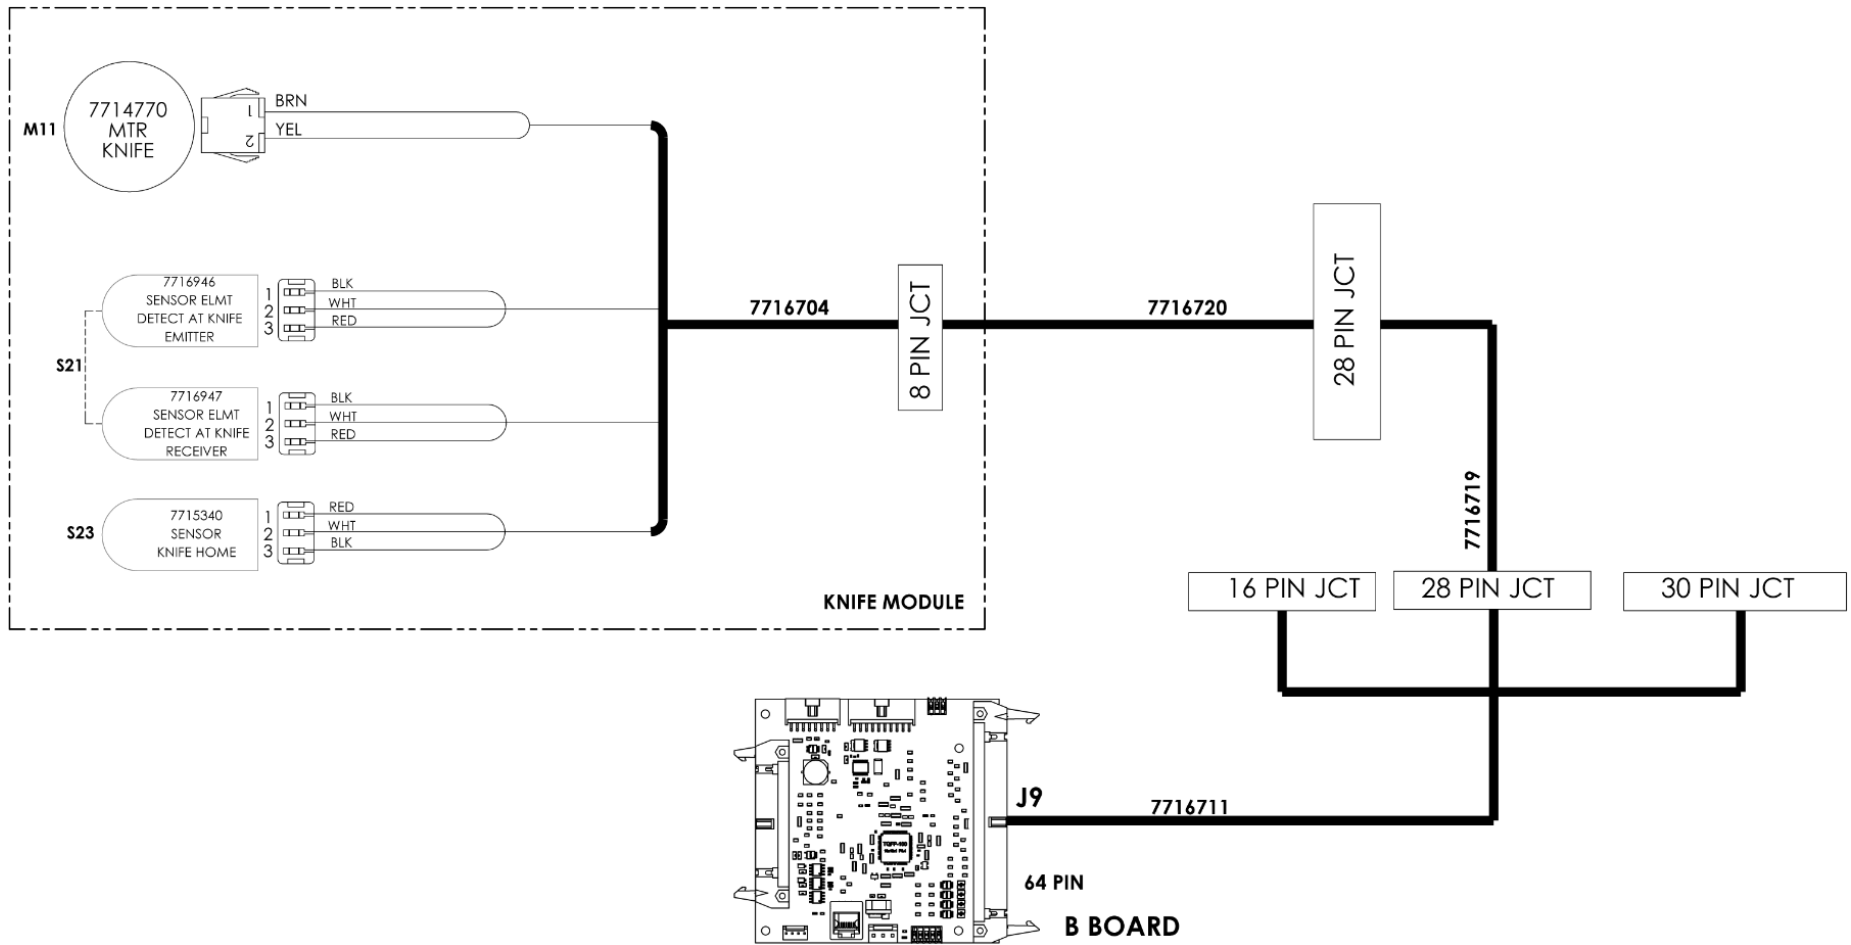 M11
7714770
MTR
KNIFE
1
2
BRN
YEL
S21
7716946
SENSOR ELMT
DETECT AT KNIFE
EMITTER
1
2
3
BLK
WHT
RED
7716947
SENSOR ELMT
DETECT AT KNIFE
RECEIVER
1
2
3
BLK
WHT
RED
S23
7715340
SENSOR
KNIFE HOME
1
2
3
RED
WHT
BLK
KNIFE MODULE
7716704
8 PIN JCT
7716720
28 PIN JCT
7716719
16 PIN JCT
28 PIN JCT
30 PIN JCT
J9
7716711
64 PIN
B BOARD